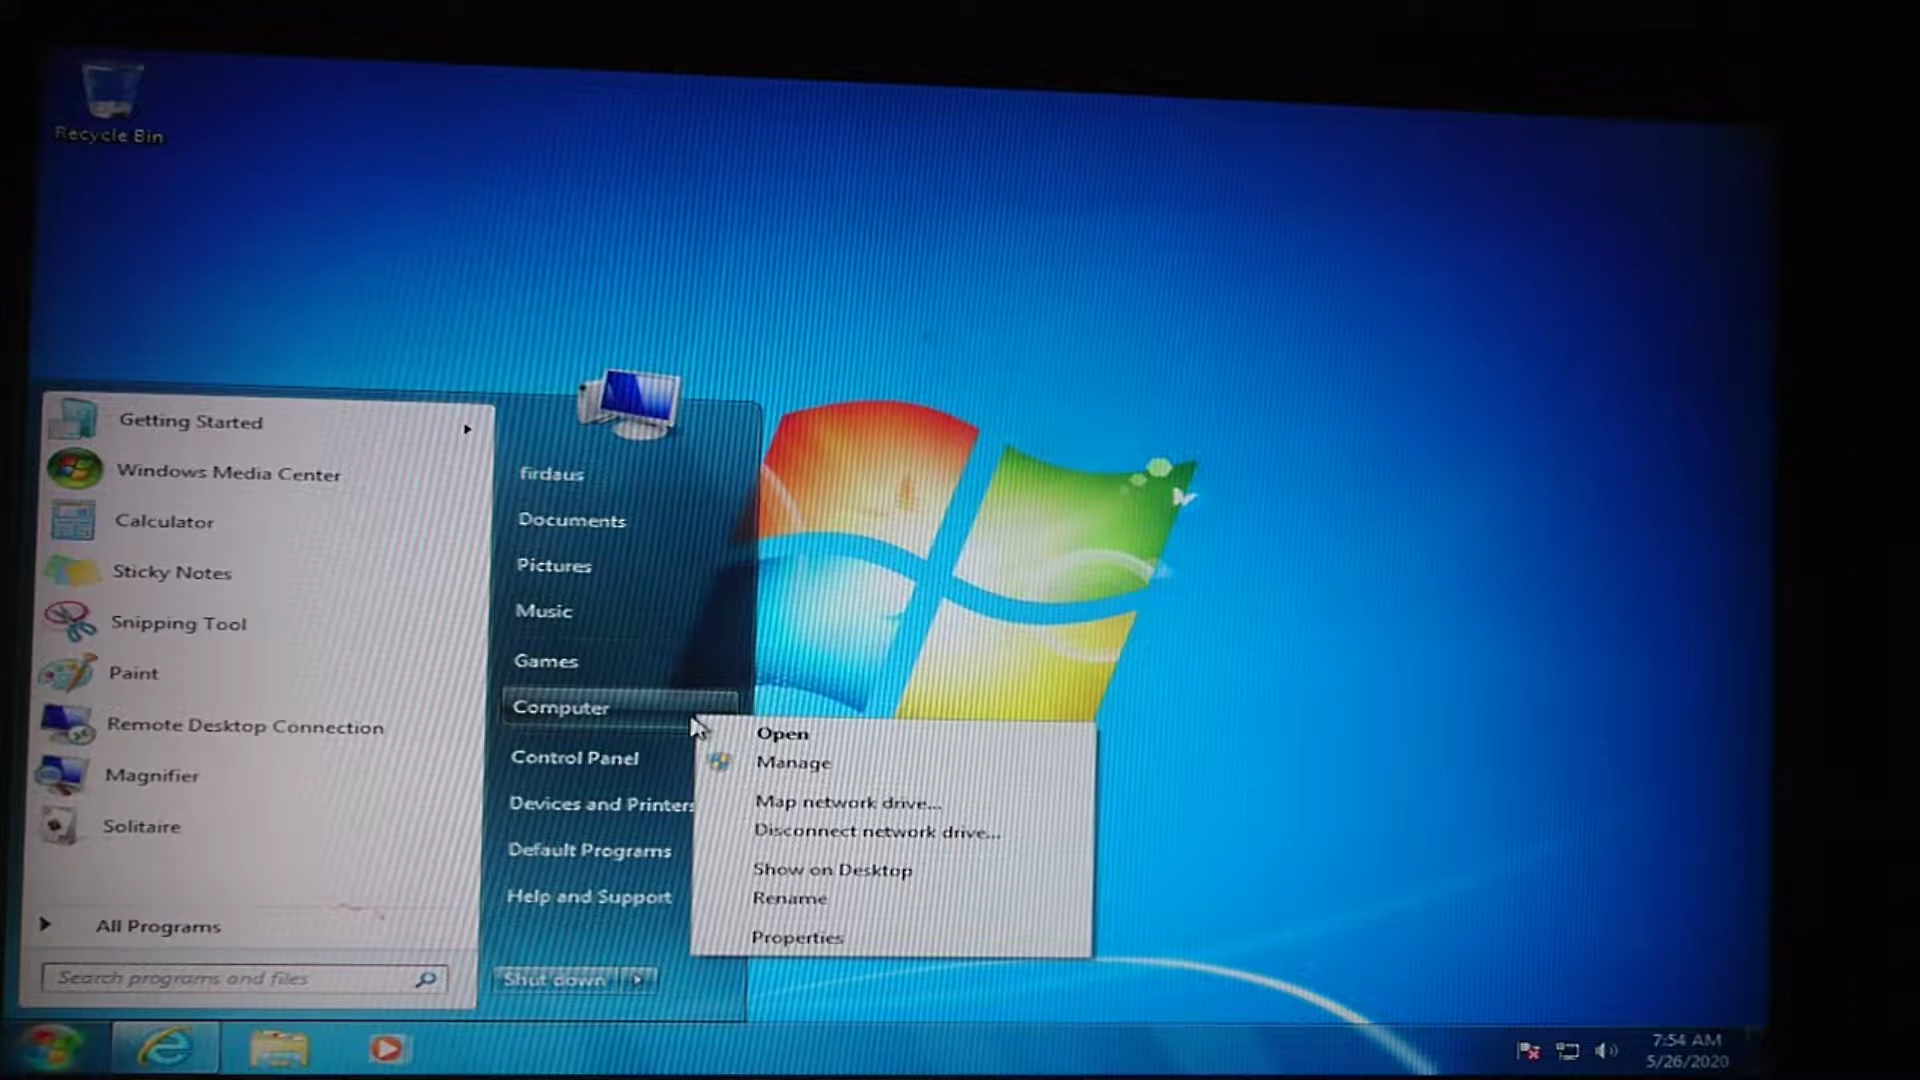 Recycle Bin
Getting Started
Windows Media Center
Calculator
Sticky Notes
Snipping Tool
Paint
Remote Desktop Connection
Magnifier
Solitaire
All Programs
Search programs and files
firdaus
Documents
Pictures
Music
Games
Computer
Control Panel
Devices and Printers
Default Programs
Help and Support
Shut down
Open
Manage
Map network drive...
Disconnect network drive...
Show on Desktop
Rename
Properties
7:54 AM
5/26/2020